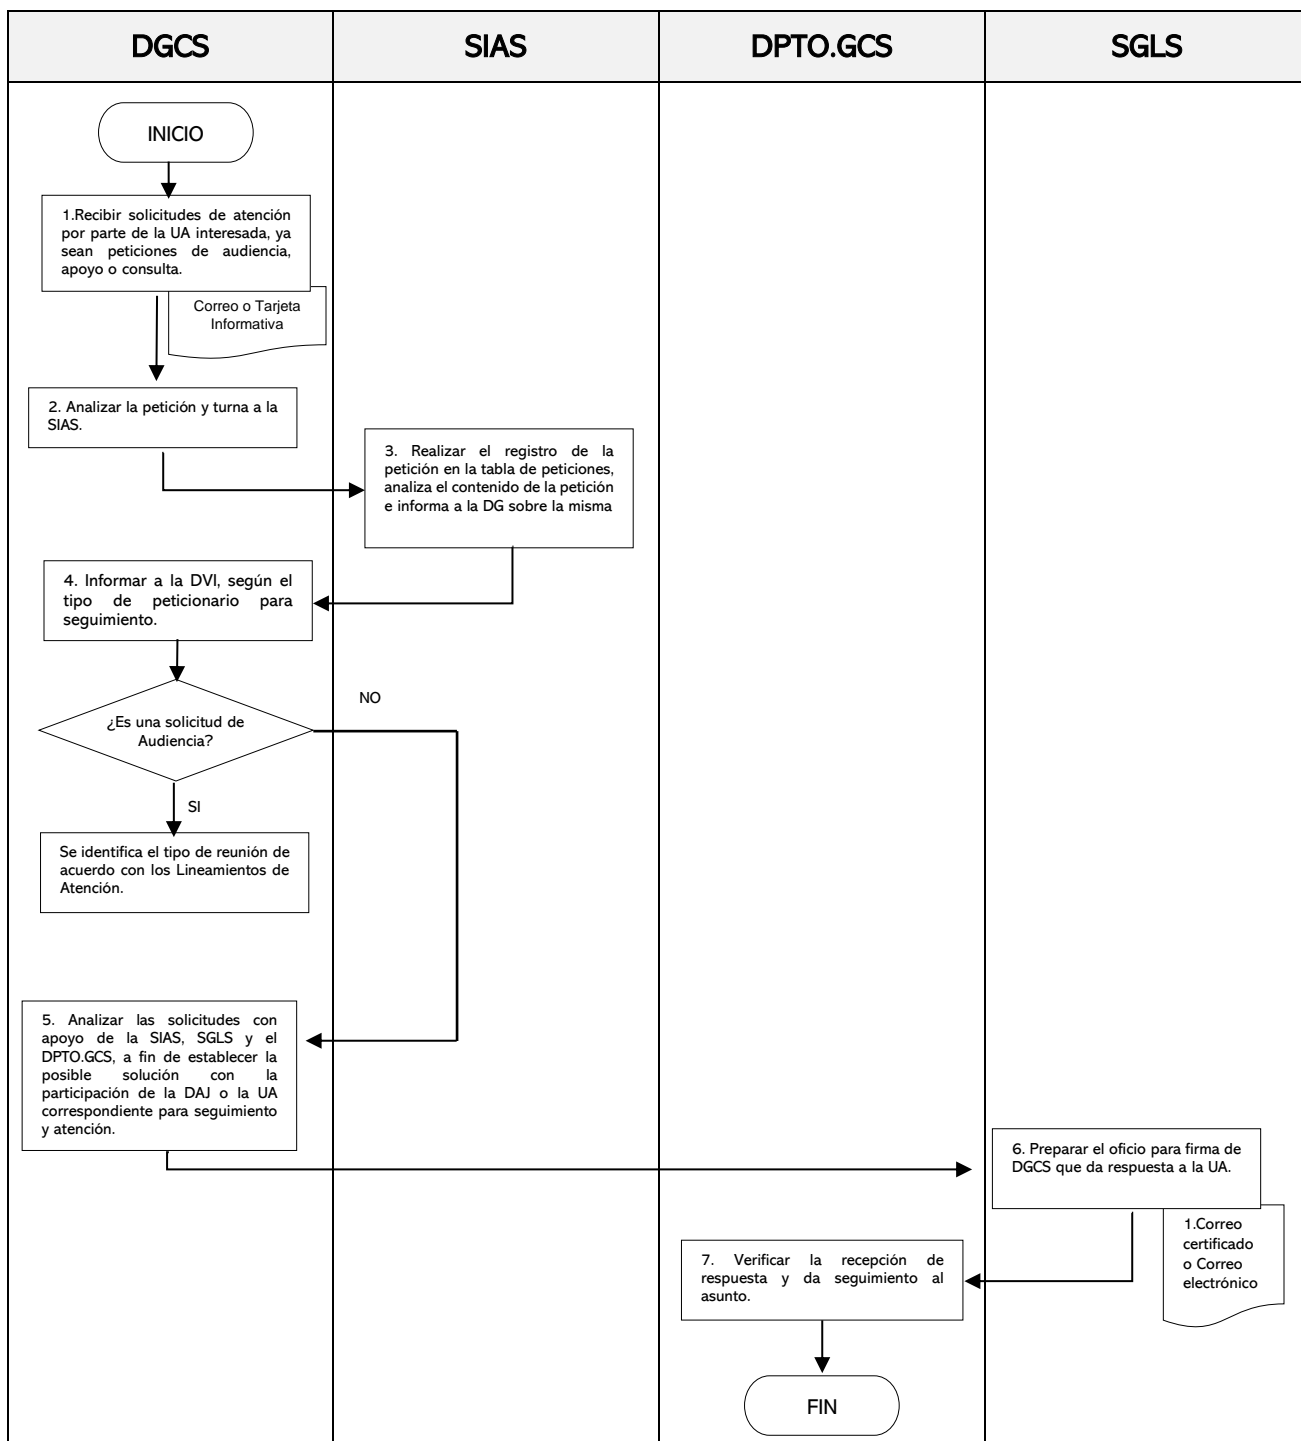 DGCS
SIAS
DPTO.GCS
SGLS
INICIO
1.Recibir solicitudes de atención
por parte de la UA interesada, ya
sean peticiones de audiencia,
apoyo o consulta.
Correo o Tarjeta
Informativa
2. Analizar la petición y turna a la
SIAS.
3. Realizar el registro de la
petición en la tabla de peticiones,
analiza el contenido de la petición
e informa a la DG sobre la misma
4. Informar a la DVI, según el
tipo de peticionario para
seguimiento.
¿Es una solicitud de
Audiencia?
NO
SI
Se identifica el tipo de reunión de
acuerdo con los Lineamientos de
Atención.
5. Analizar las solicitudes con
apoyo de la SIAS, SGLS y el
DPTO.GCS, a fin de establecer la
posible solución con la
participación de la DAJ o la UA
correspondiente para seguimiento
y atención.
6. Preparar el oficio para firma de
DGCS que da respuesta a la UA.
1.Correo
certificado
o Correo
electrónico
7. Verificar la recepción de
respuesta y da seguimiento al
asunto.
FIN